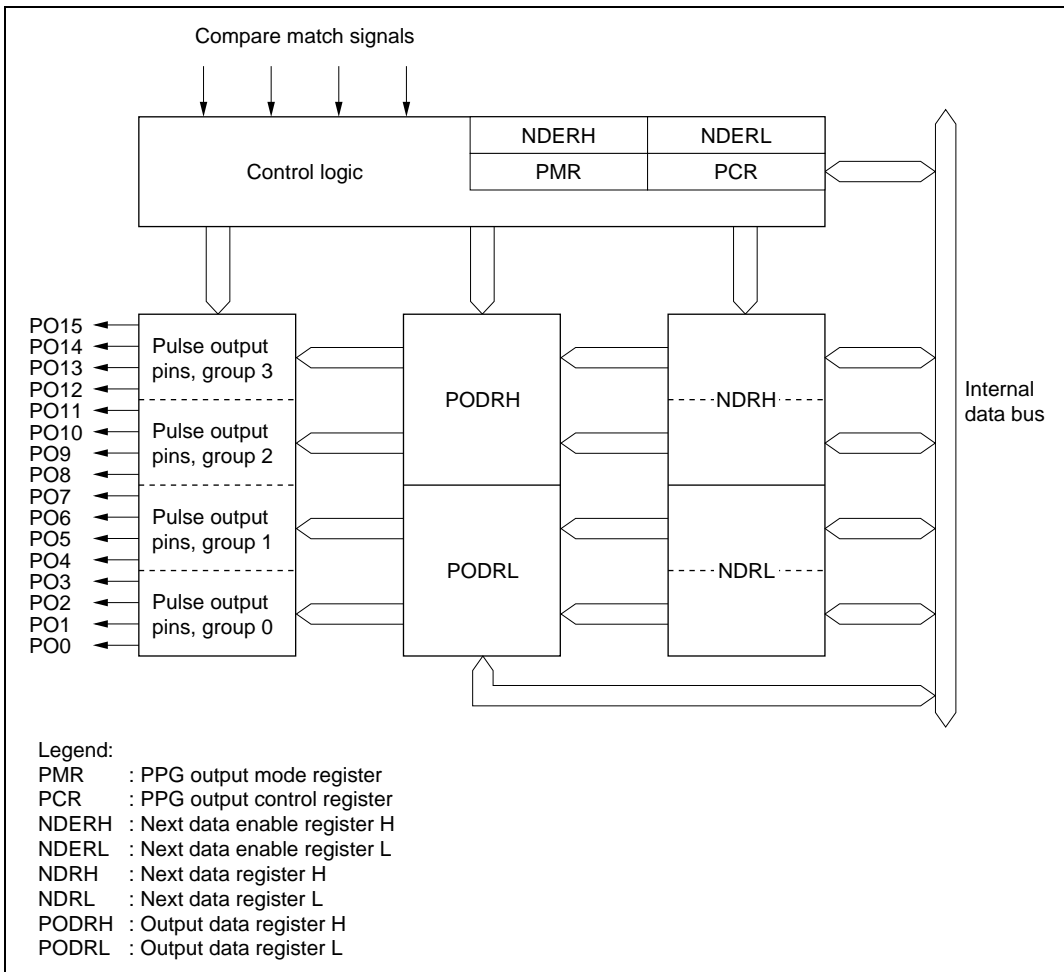 Compare match signals
Control logic
NDERH
NDERL
PMR
PCR
PO15
PO14
PO13
PO12
PO11
PO10
PO9
PO8
PO7
PO6
PO5
PO4
PO3
PO2
PO1
PO0
Pulse output
pins, group 3
Pulse output
pins, group 2
Pulse output
pins, group 1
Pulse output
pins, group 0
PODRH
PODRL
NDRH
NDRL
Internal
data bus
Legend:
PMR : PPG output mode register
PCR : PPG output control register
NDERH : Next data enable register H
NDERL : Next data enable register L
NDRH : Next data register H
NDRL : Next data register L
PODRH : Output data register H
PODRL : Output data register L